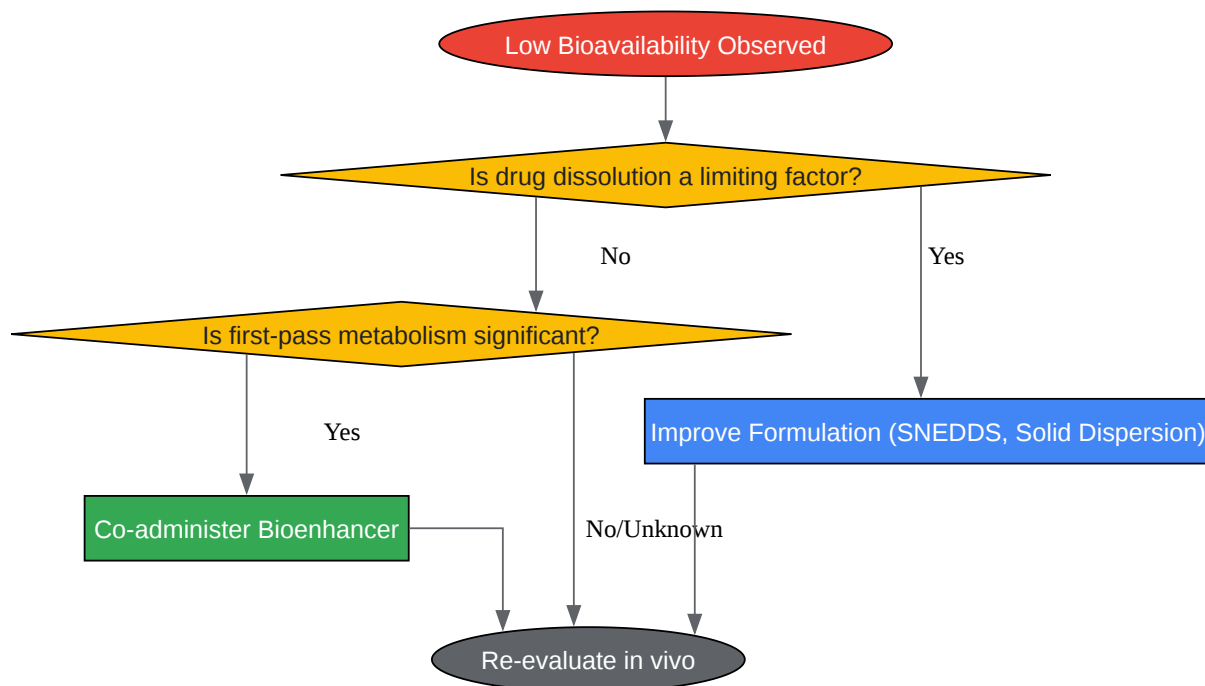 Low Bioavailability Observed
Is drug dissolution a limiting factor?
No
Yes
Is first-pass metabolism significant?
Yes
Improve Formulation (SNEDDS, Solid Dispersion)
Co-administer Bioenhancer
No/Unknown
Re-evaluate in vivo